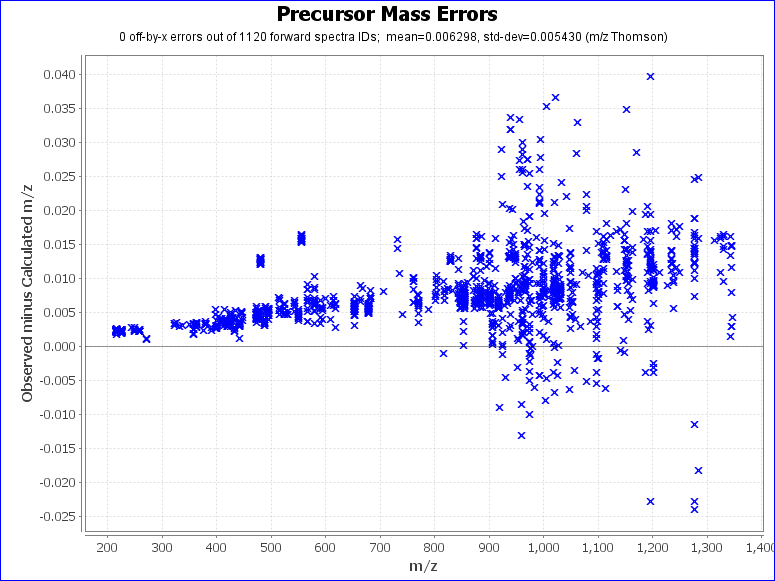 Precursor Mass Errors
0 off-by-x errors out of 1120 forward spectra IDs;  mean=0.006298, std-dev=0.005430 (m/z Thomson)
Observed minus Calculated m/z
0.040
0.035
0.030
0.025
0.020
0.015
0.010
0.005
0.000
-0.005
-0.010
-0.015
-0.020
-0.025
200 300 400 500 600 700 800 900 1,000 1,100 1,200 1,300 1,400
m/z